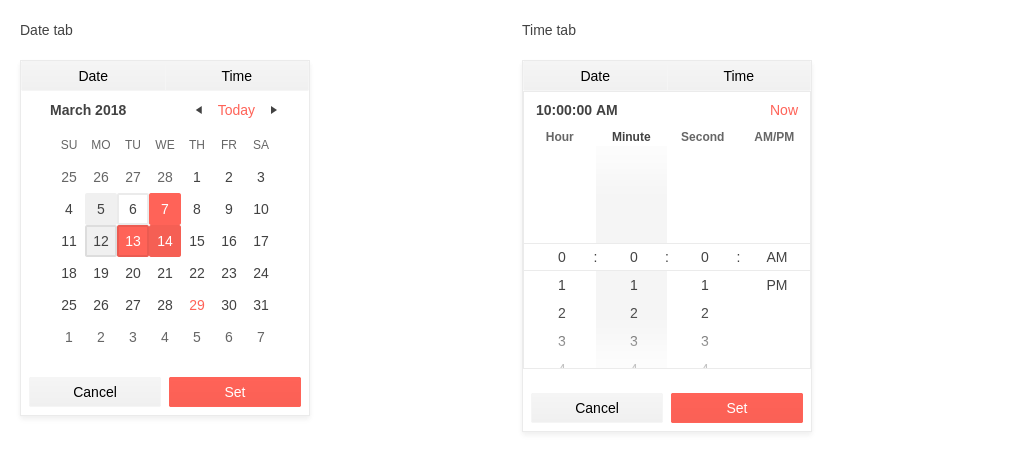 Date tab
Date Time
March 2018 ◄ Today ►
SU MO TU WE TH FR SA
25 26 27 28 1 2 3
4 5 6 7 8 9 10
11 12 13 14 15 16 17
18 19 20 21 22 23 24
25 26 27 28 29 30 31
1 2 3 4 5 6 7
Cancel Set
Time tab
Date Time
10:00:00 AM Now
Hour Minute Second AM/PM
0 : 0 : 0 : AM
1 1 1 PM
2 2 2
3 3 3
4 4 4
Cancel Set